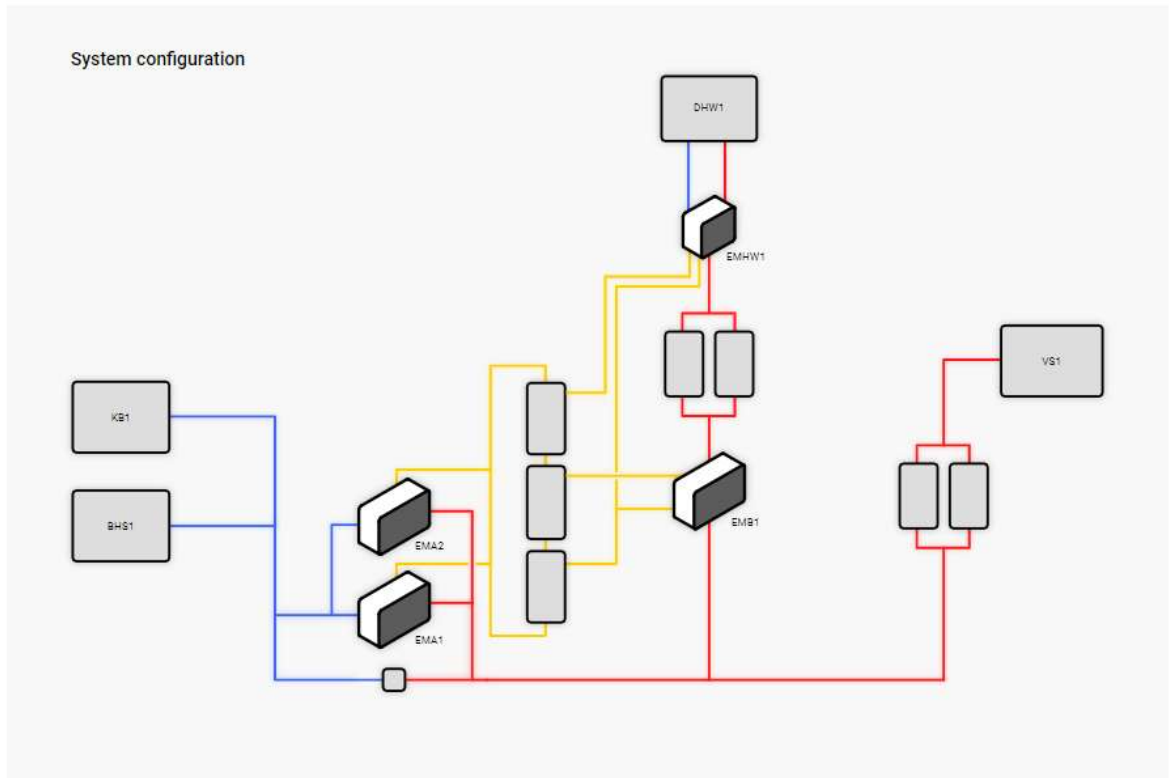 System configuration
DHW1
EMHW1
VS1
KB1
BHS1
EMB1
EMA2
EMA1